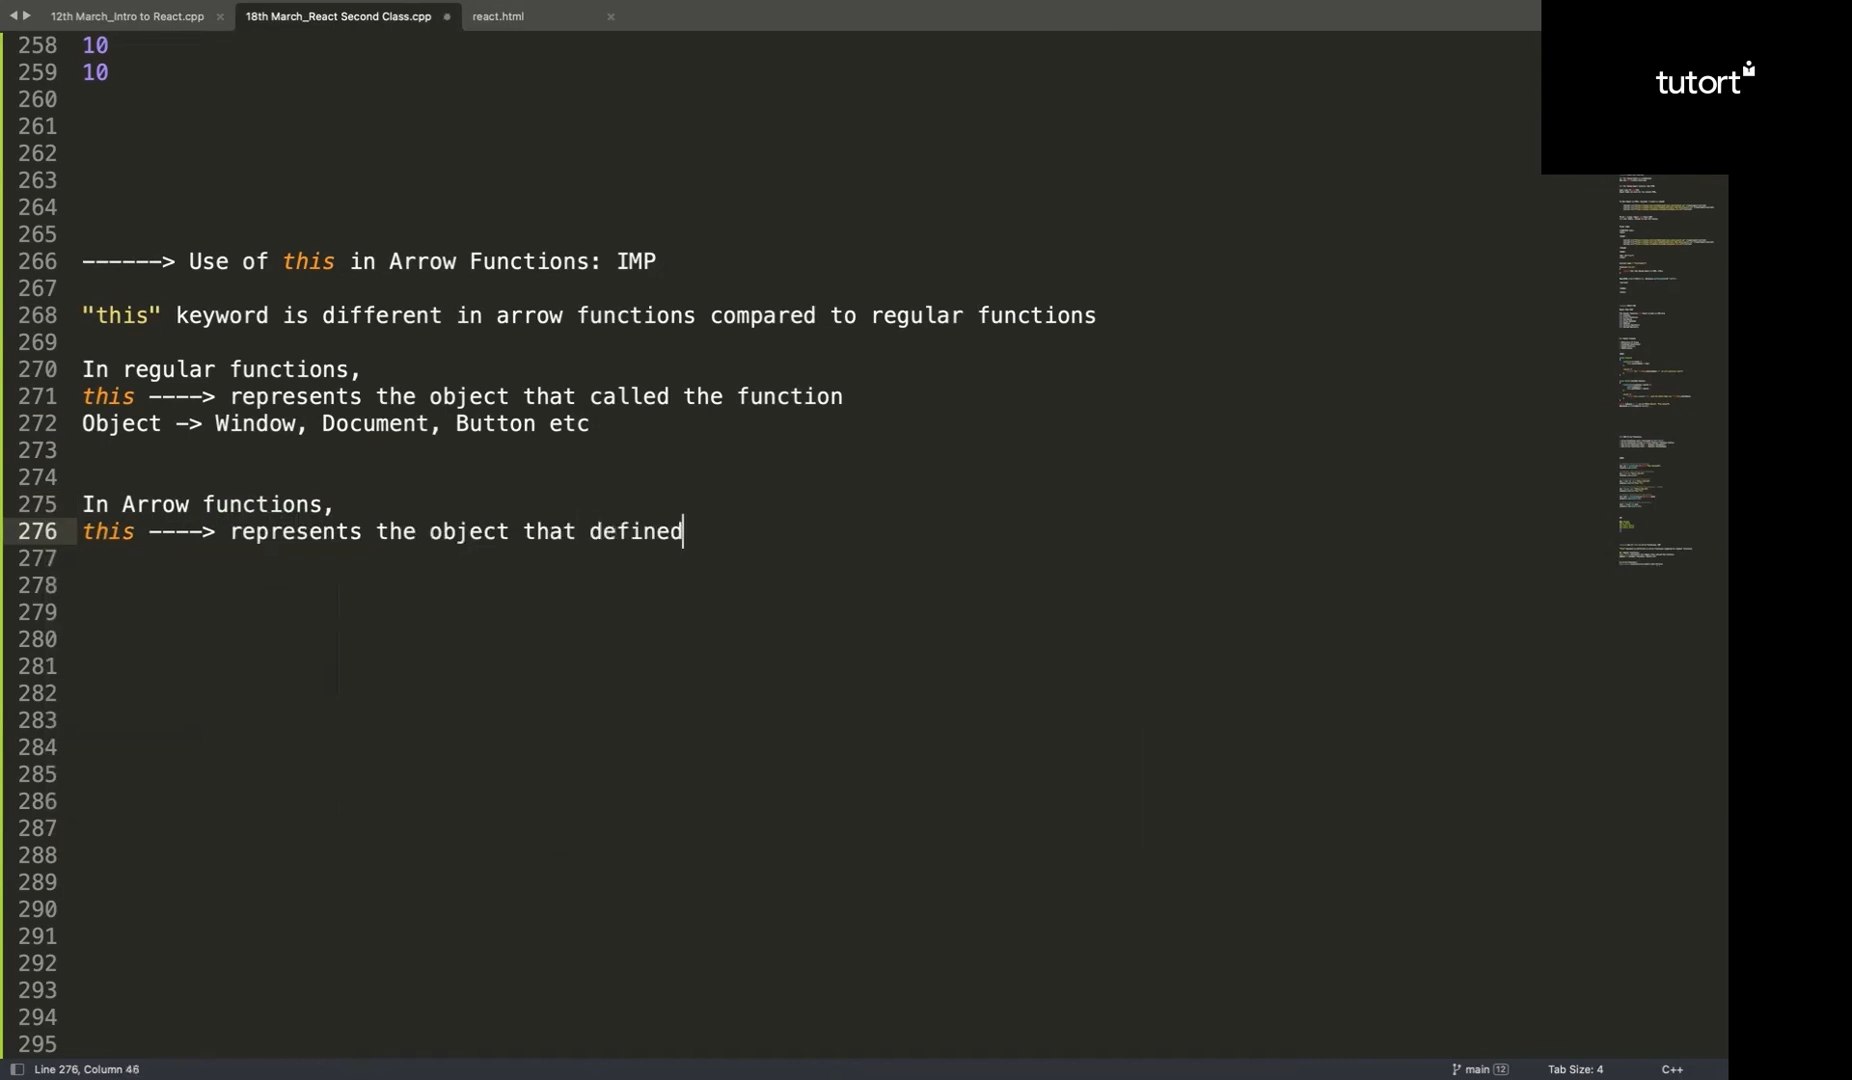 12th March_Intro to React.cpp
18th March_React Second Class.cpp
react.html
tutort
258 10
259 10
260
261
262
263
264
265
266 ------> Use of this in Arrow Functions: IMP
267
268 "this" keyword is different in arrow functions compared to regular functions
269
270 In regular functions,
271 this ----> represents the object that called the function
272 Object -> Window, Document, Button etc
273
274
275 In Arrow functions,
276 this ----> represents the object that defined
277
278
279
280
281
282
283
284
285
286
287
288
289
290
291
292
293
294
295
Line 276, Column 46
main 12
Tab Size: 4
C++